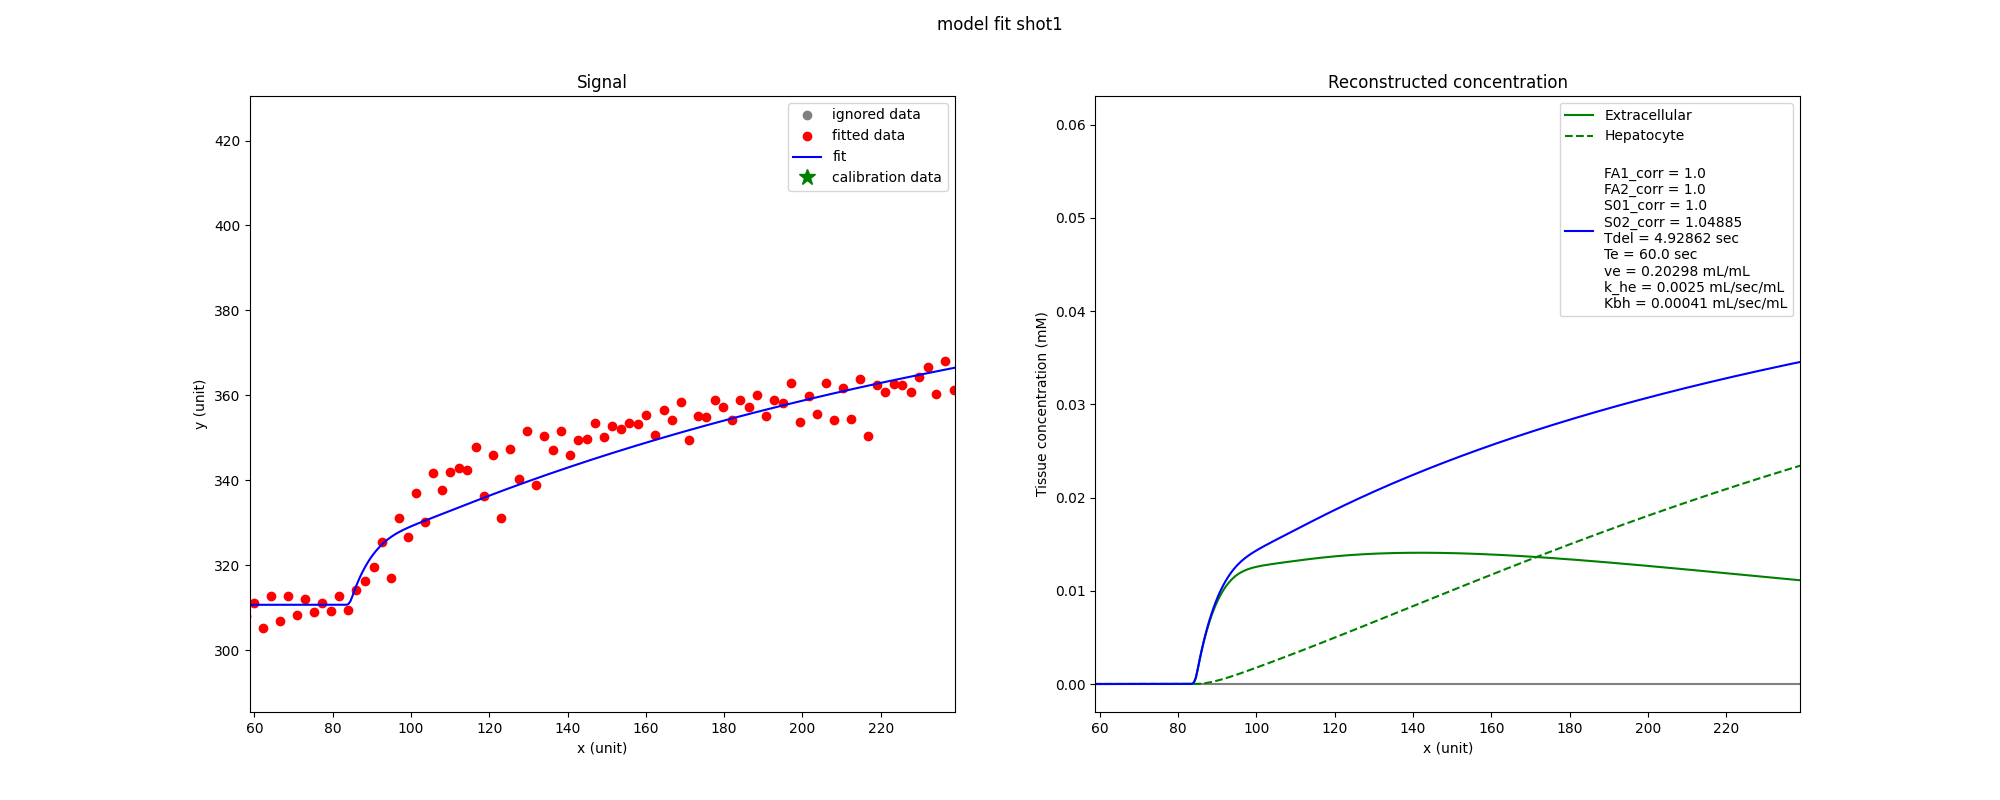 model fit shot1
Signal
420
400
380
360
340
320
300
y (unit)
60 80 100 120 140 160 180 200 220
x (unit)
ignored data
fitted data
fit
calibration data
Reconstructed concentration
0.06
0.05
0.04
0.03
0.02
0.01
0.00
Tissue concentration (mM)
60 80 100 120 140 160 180 200 220
x (unit)
Extracellular
Hepatocyte
FA1_corr = 1.0
FA2_corr = 1.0
S01_corr = 1.0
S02_corr = 1.04885
Tdel = 4.92862 sec
Te = 60.0 sec
ve = 0.20298 mL/mL
k_he = 0.0025 mL/sec/mL
Kbh = 0.00041 mL/sec/mL